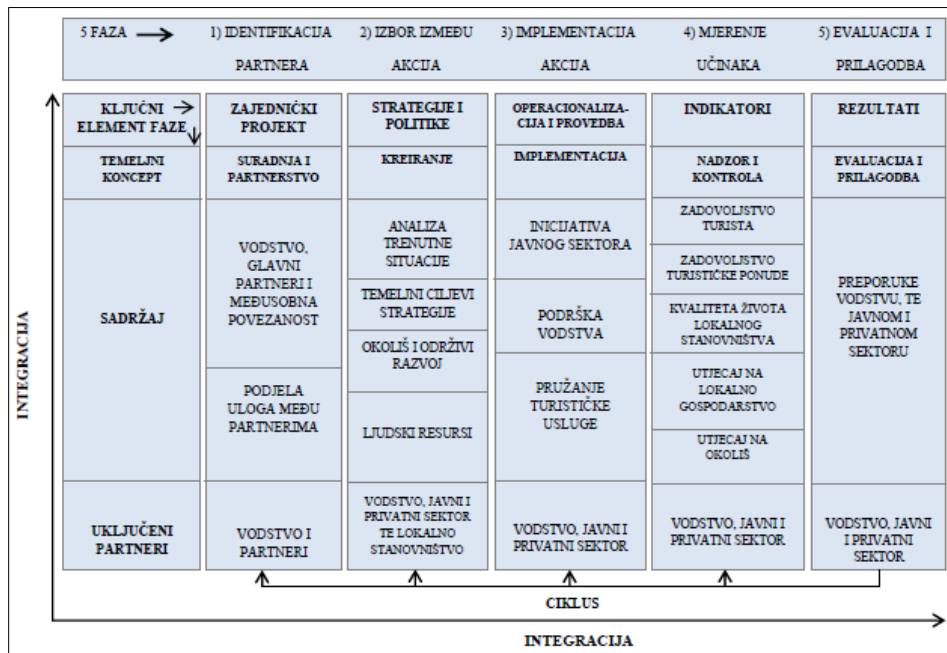 5 FAZA
1) IDENTIFIKACIJA
PARTNERA
2) IZBOR IZMEĐU
AKCIJA
3) IMPLEMENTACIJA
AKCIJA
4) MJERENJE
UČINAKA
5) EVALUACIJA I
PRILAGODBA
KLJUČNI
ELEMENT FAZE
ZAJEDNIČKI
PROJEKT
STRATEGIJE I
POLITIKE
OPERACIONALIZA-
CIJA I PROVEDBA
INDIKATORI
REZULTATI
TEMELJNI
KONCEPT
SURADNJA I
PARTNERSTVO
KREIRANJE
IMPLEMENTACIJA
NADZOR I
KONTROLA
EVALUACIJA I
PRILAGODBA
SADRŽAJ
VODSTVO,
GLAVNI
PARTNERI I
MEĐUSOBNA
POVEZANOST
PODJELA
ULOGA MEĐU
PARTNERIMA
ANALIZA
TRENUTNE
SITUACIJE
TEMELJNI CILJEVI
STRATEGIJE
OKOLIŠ I ODRŽIVI
RAZVOJ
LJUDSKI RESURSI
INICIJATIVA
JAVNOG SEKTORA
PODRŠKA
VODSTVA
PRUŽANJE
TURISTIČKE
USLUGE
ZADOVOLJSTVO
TURISTA
ZADOVOLJSTVO
TURISTIČKE PONUDE
KVALITETA ŽIVOTA
LOKALNOG
STANOVNIŠTVA
UTJECAJ NA
LOKALNO
GOSPODARSTVO
UTJECAJ NA
OKOLIŠ
PREPORUKE
VODSTVU, TE
JAVNOM I
PRIVATNOM
SEKTORU
UKLJUČENI
PARTNERI
VODSTVO I
PARTNERI
VODSTVO, JAVNI I
PRIVATNI SEKTOR
TE LOKALNO
STANOVNIŠTVO
VODSTVO, JAVNI I
PRIVATNI SEKTOR
VODSTVO, JAVNI I
PRIVATNI SEKTOR
VODSTVO, JAVNI
I PRIVATNI
SEKTOR
CIKLUS
INTEGRACIJA
INTEGRACIJA